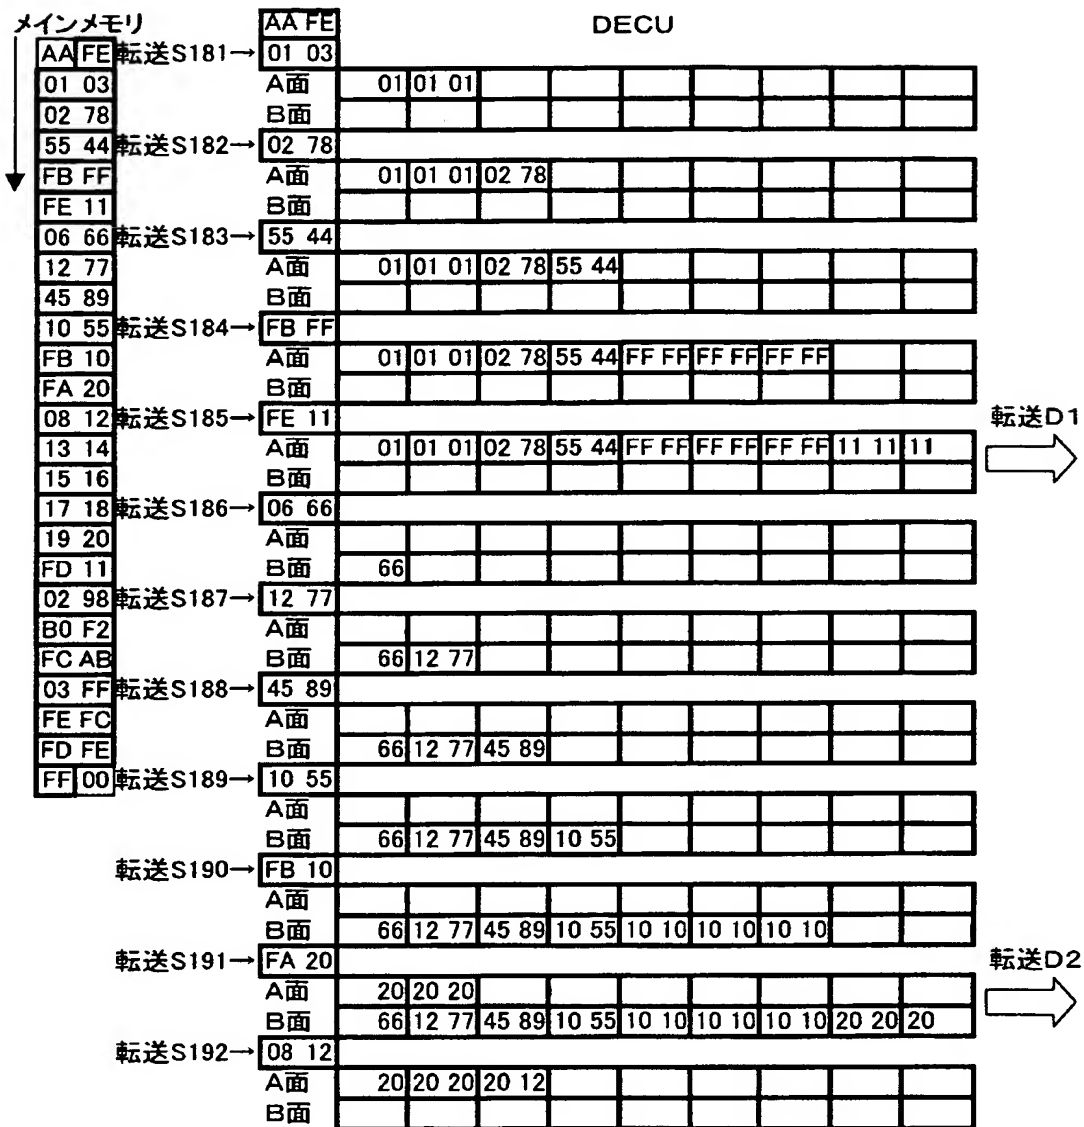 メインメモリ
AA FE
01 03
02 78
55 44
FB FF
FE 11
06 66
12 77
45 89
10 55
FB 10
FA 20
08 12
13 14
15 16
17 18
19 20
FD 11
02 98
B0 F2
FC AB
03 FF
FE FC
FD FE
FF 00
DECU
AA FE
転送S181→ 01 03
A面 01 01 01
B面
転送S182→ 02 78
A面 01 01 01 02 78
B面
転送S183→ 55 44
A面 01 01 01 02 78 55 44
B面
転送S184→ FB FF
A面 01 01 01 02 78 55 44 FF FF FF FF FF FF
B面
転送S185→ FE 11
A面 01 01 01 02 78 55 44 FF FF FF FF FF FF 11 11 11
B面
転送D1
転送S186→ 06 66
A面
B面 66
転送S187→ 12 77
A面
B面 66 12 77
転送S188→ 45 89
A面
B面 66 12 77 45 89
転送S189→ 10 55
A面
B面 66 12 77 45 89 10 55
転送S190→ FB 10
A面
B面 66 12 77 45 89 10 55 10 10 10 10 10 10
転送S191→ FA 20
A面 20 20 20
B面 66 12 77 45 89 10 55 10 10 10 10 10 10 20 20 20
転送D2
転送S192→ 08 12
A面 20 20 20 20 12
B面